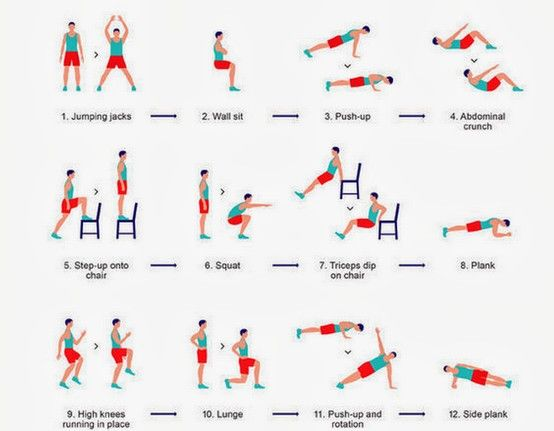 1. Jumping jacks
2. Wall sit
3. Push-up
4. Abdominal
crunch
5. Step-up onto
chair
6. Squat
7. Triceps dip
on chair
8. Plank
9. High knees
running in place
10. Lunge
11. Push-up and
rotation
12. Side plank